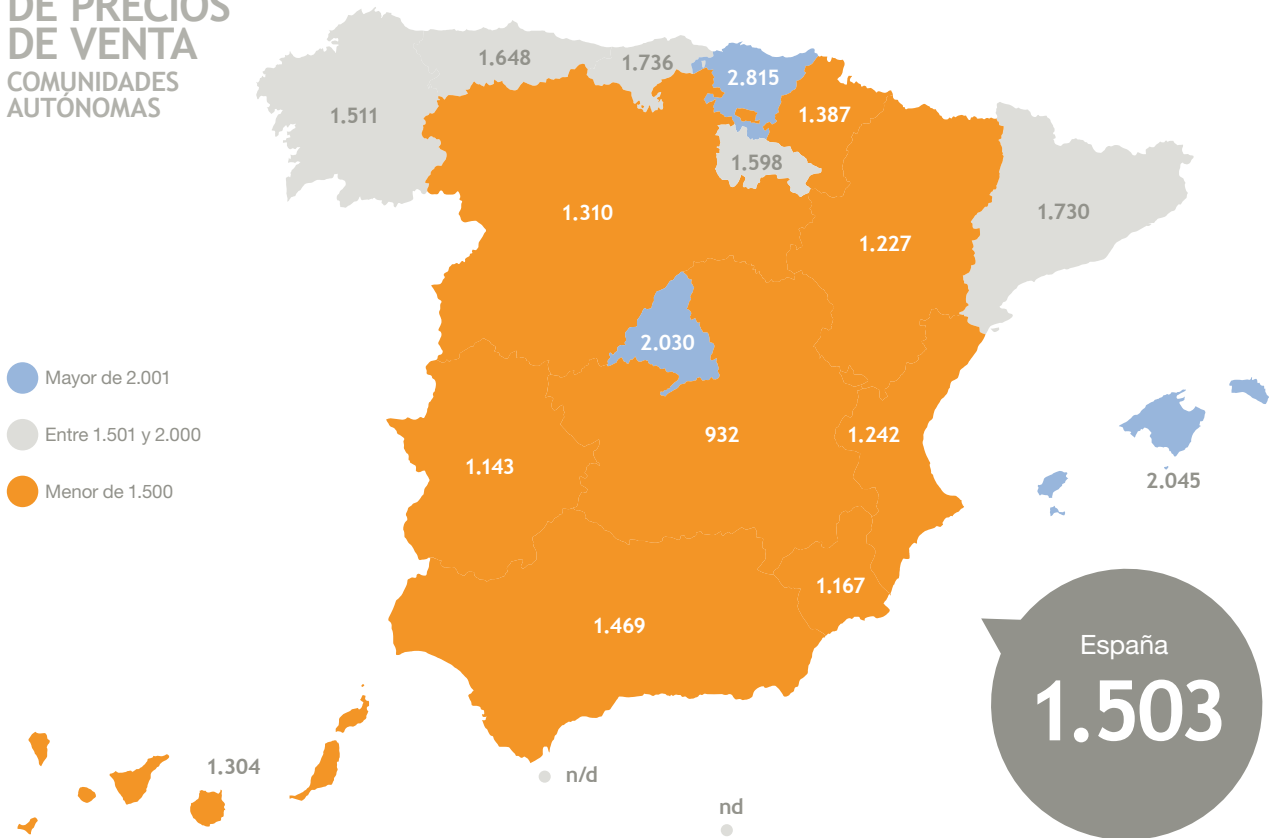 DE PRECIOS
DE VENTA
COMUNIDADES
AUTÓNOMAS
1.511
1.648
1.736
2.815
1.387
1.598
1.310
1.227
1.730
2.030
Mayor de 2.001
Entre 1.501 y 2.000
Menor de 1.500
932
1.242
1.143
2.045
1.167
1.469
España
1.503
1.304
n/d
nd